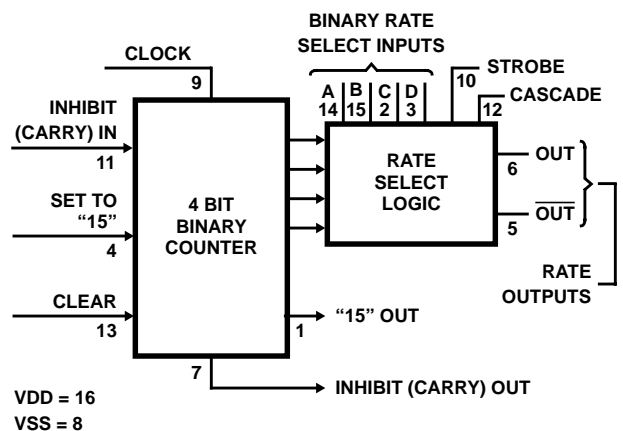 BINARY RATE
SELECT INPUTS
CLOCK
9
A
14
B
15
C
2
D
3
10
STROBE
12
CASCADE
INHIBIT
(CARRY) IN
11
SET TO
“15”
4
CLEAR
13
4 BIT
BINARY
COUNTER
RATE
SELECT
LOGIC
6
OUT
5
OUT
RATE
OUTPUTS
1
“15” OUT
7
INHIBIT (CARRY) OUT
VDD = 16
VSS = 8